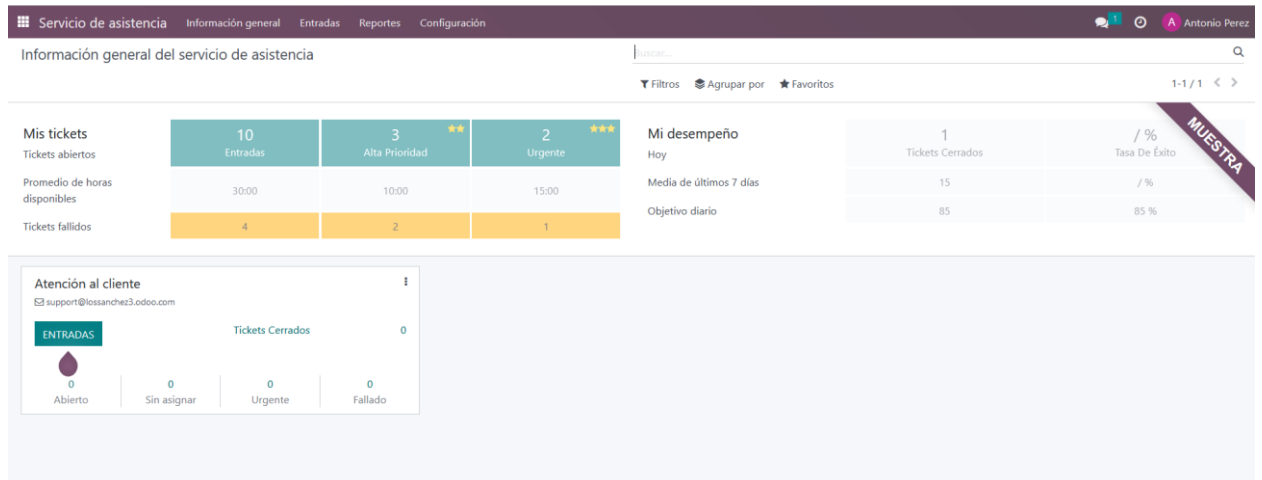 Servicio de asistencia Información general Entradas Reportes Configuración 1 A Antonio Perez
Información general del servicio de asistencia
Buscar...
Filtros Agrupar por Favoritos 1-1 / 1
MUESTRA
Mis tickets
Tickets abiertos
10 Entradas
3 Alta Prioridad
2 Urgente
Promedio de horas
disponibles
30:00 10:00 15:00
Tickets fallidos 4 2 1
Mi desempeño
Hoy
1 Tickets Cerrados
/ % Tasa De Éxito
Media de últimos 7 días 15 / %
Objetivo diario 85 85 %
Atención al cliente
support@lossanchez3.odoo.com
ENTRADAS Tickets Cerrados 0
0 0 0 0
Abierto Sin asignar Urgente Fallado